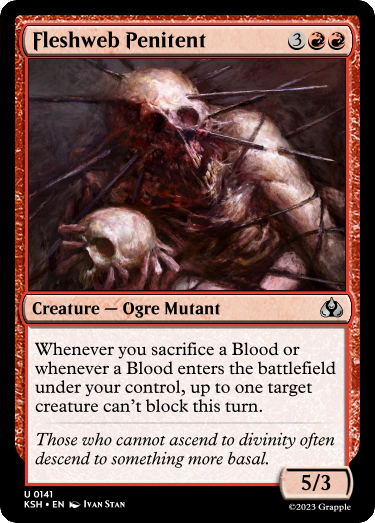 Fleshweb Penitent 3
Creature — Ogre Mutant
Whenever you sacrifice a Blood or
whenever a Blood enters the battlefield
under your control, up to one target
creature can't block this turn.
Those who cannot ascend to divinity often
descend to something more basal.
5/3
U 0141
KSH • EN Ivan Stan
©2023 Grapple